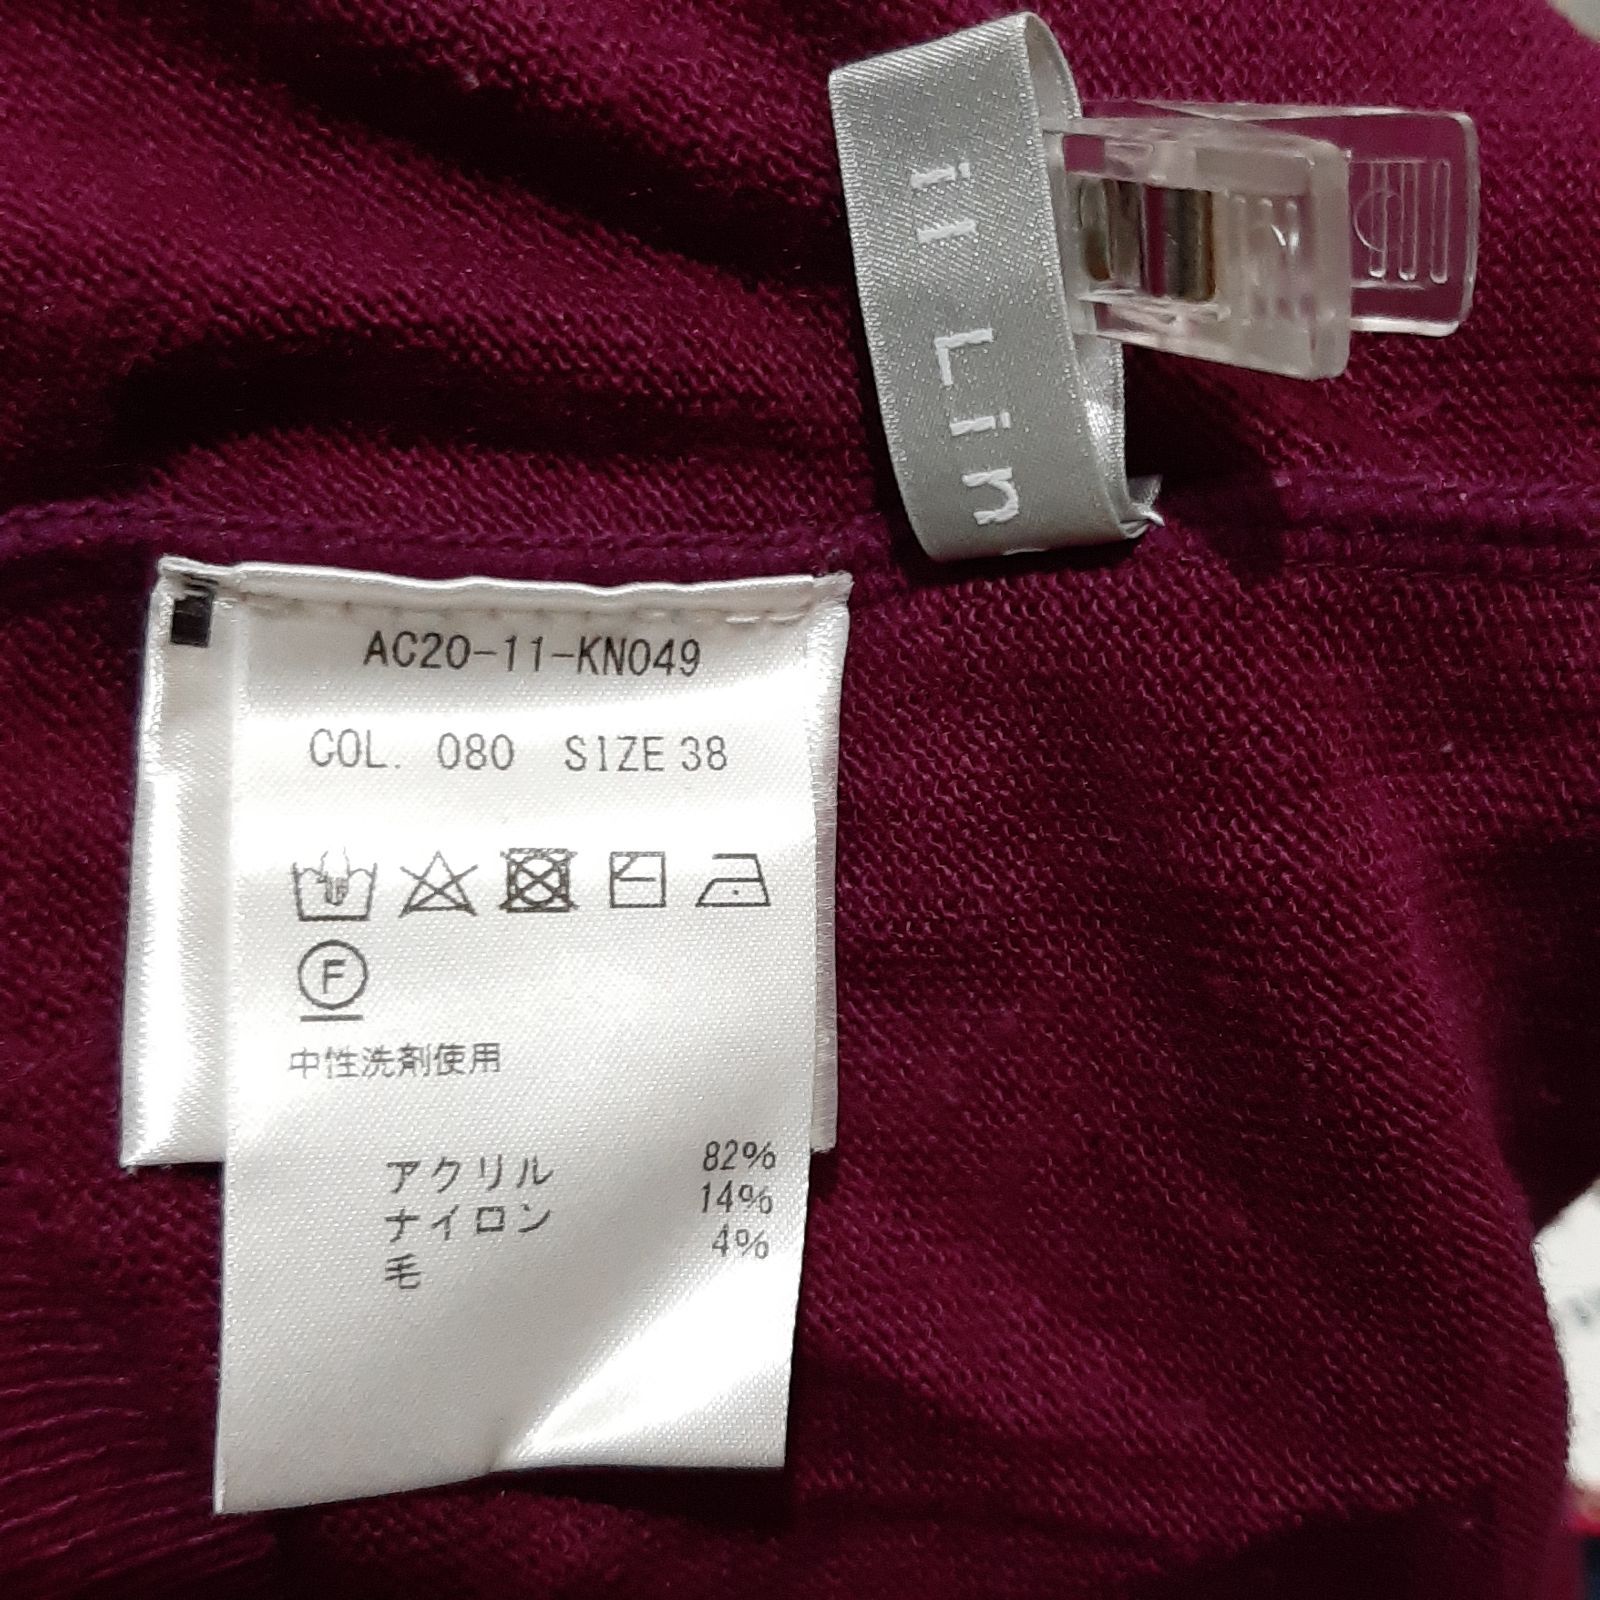 il Lin
AC20-11-KN049
COL. 080 SIZE 38
F
中性洗剤使用
アクリル 82%
ナイロン 14%
毛 4%